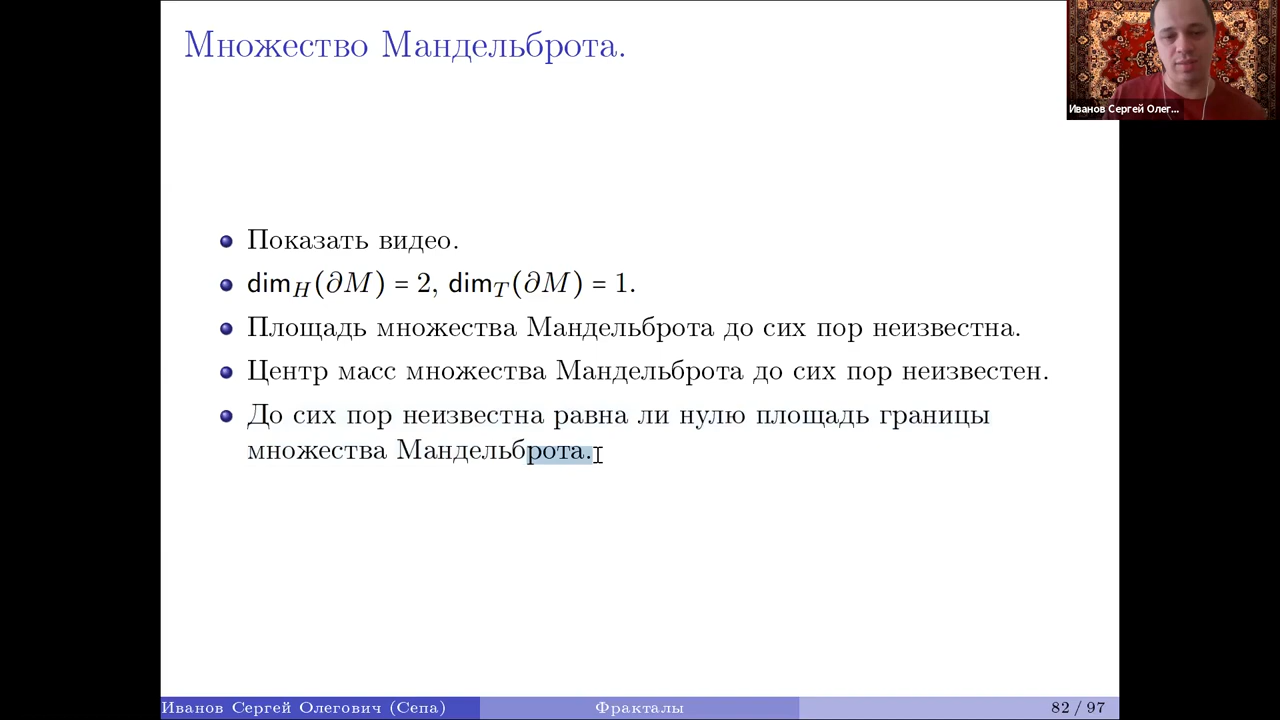 Множество Мандельброта.
Иванов Сергей Олег...
Показать видео.
dim_H(∂M) = 2, dim_T(∂M) = 1.
Площадь множества Мандельброта до сих пор неизвестна.
Центр масс множества Мандельброта до сих пор неизвестен.
До сих пор неизвестна равна ли нулю площадь границы
множества Мандельброта.
Иванов Сергей Олегович (Сепа)
Фракталы
82 / 97